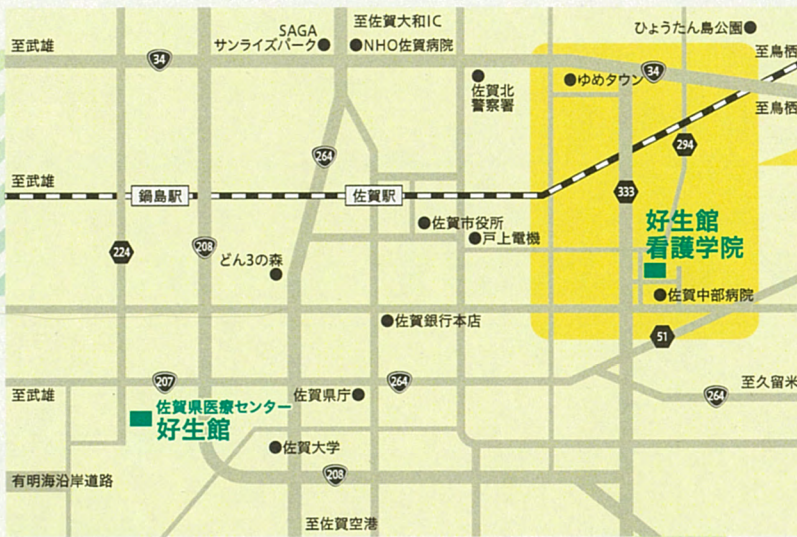 至佐賀大和IC
SAGA
サンライズパーク
NHO佐賀病院
ひょうたん島公園
至武雄
34
至鳥栖
ゆめタウン
34
佐賀北
警察署
至鳥栖
264
294
至武雄
鍋島駅
佐賀駅
333
佐賀市役所
戸上電機
好生館
看護学院
224
208
どん3の森
佐賀中部病院
佐賀銀行本店
51
207
264
至久留米
至武雄
佐賀県庁
264
佐賀県医療センター
好生館
佐賀大学
有明海沿岸道路
208
至佐賀空港